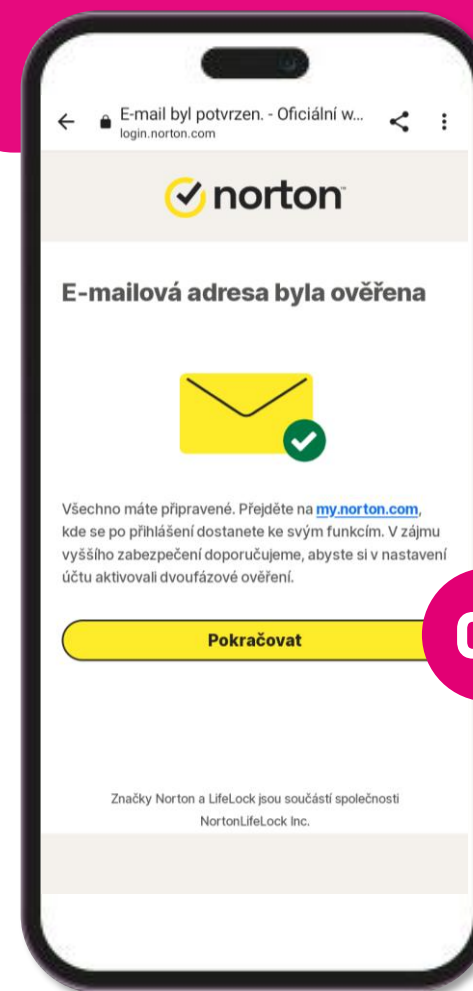 E-mail byl potvrzen. - Oficiální w...
login.norton.com
norton
E-mailová adresa byla ověřena
Všechno máte připravené. Přejděte na my.norton.com,
kde se po přihlášení dostanete ke svým funkcím. V zájmu
vyššího zabezpečení doporučujeme, abyste si v nastavení
účtu aktivovali dvoufázové ověření.
Pokračovat
Značky Norton a LifeLock jsou součástí společnosti
NortonLifeLock Inc.